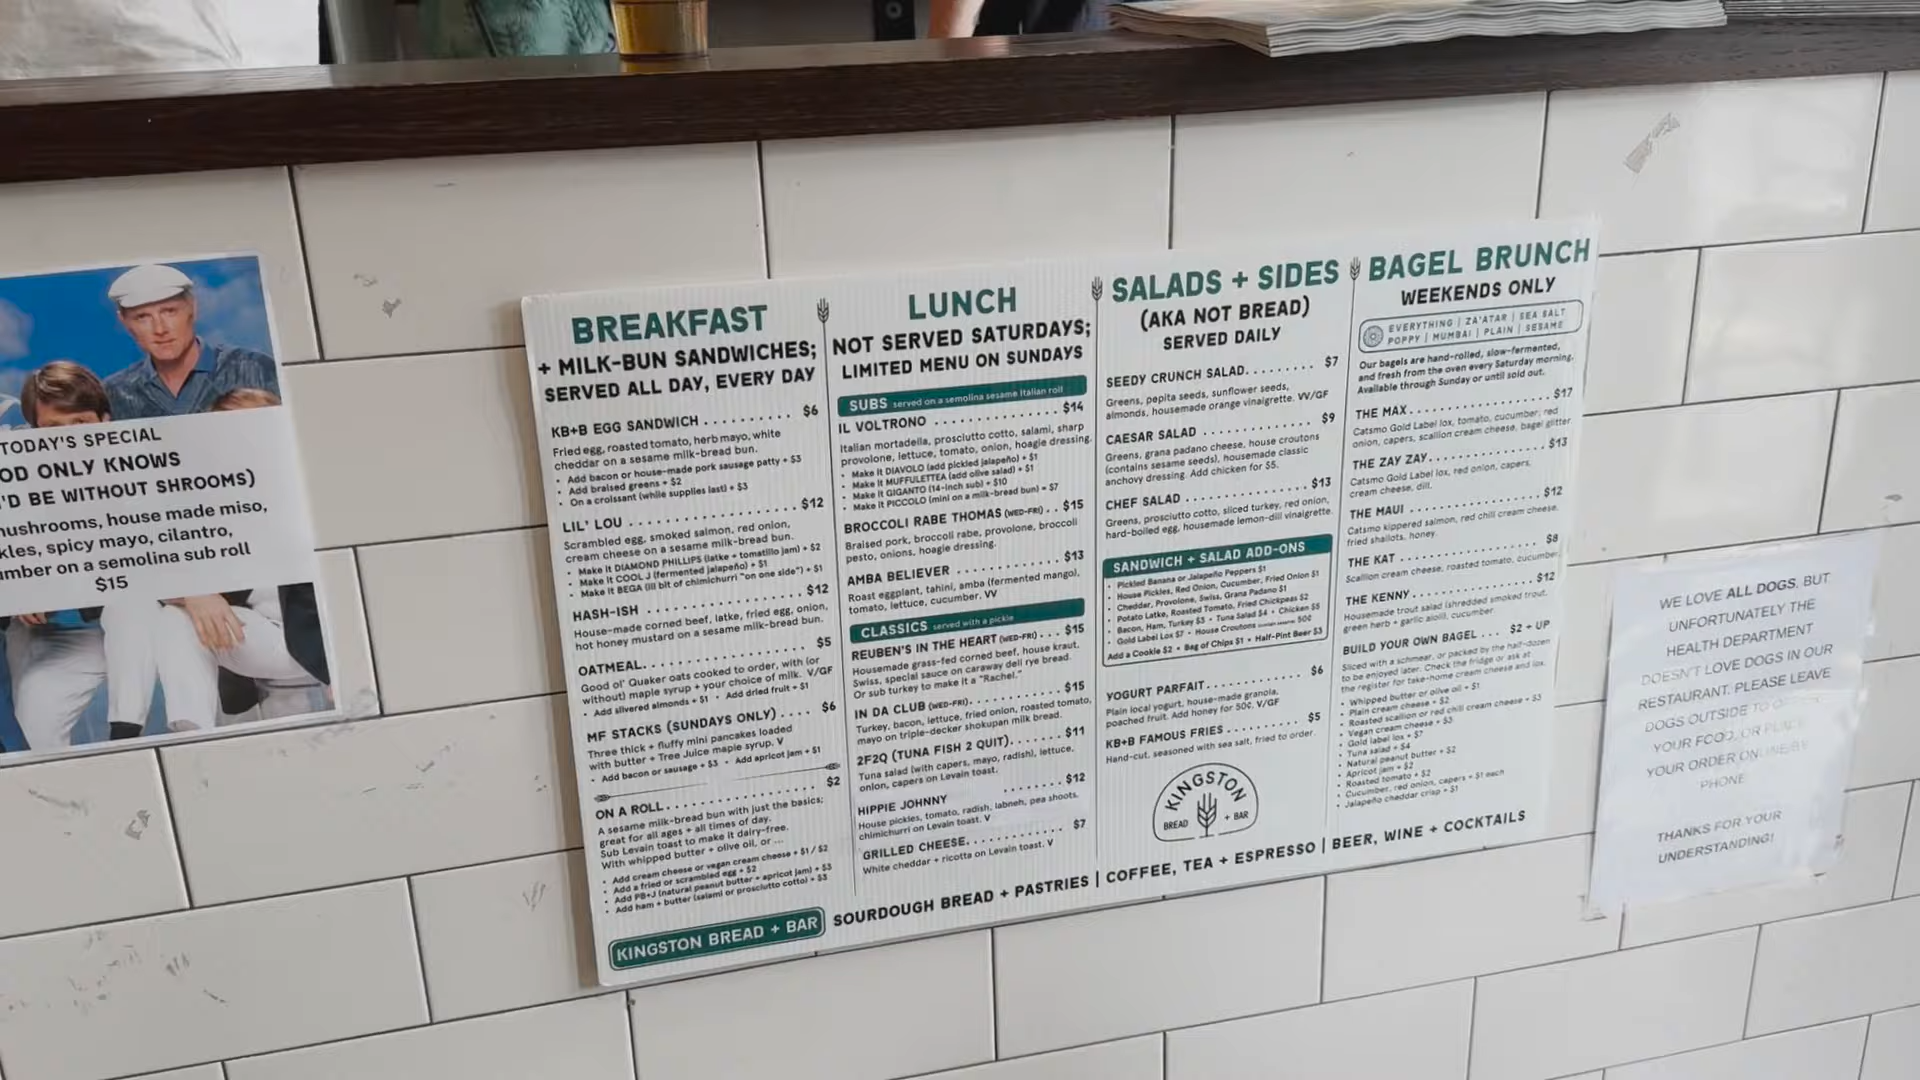 TODAY'S SPECIAL
OD ONLY KNOWS
'D BE WITHOUT SHROOMS)
mushrooms, house made miso,
kles, spicy mayo, cilantro,
umber on a semolina sub roll
$15
BREAKFAST
+ MILK-BUN SANDWICHES;
SERVED ALL DAY, EVERY DAY
KB+B EGG SANDWICH ........ $6
Fried egg, roasted tomato, herb mayo, white
cheddar on a sesame milk-bread bun.
• Add bacon or house-made pork sausage patty + $3
• Add braised greens + $2
• On a croissant (while supplies last) + $3
LIL' LOU ........ $12
Scrambled egg, smoked salmon, red onion,
cream cheese on a sesame milk-bread bun.
• Make it DIAMOND PHILLIPS (latke + tomatillo jam) + $2
• Make it COOL J (fermented jalapeño) + $1
• Make it BEGA (lil bit of chimichurri "on one side") + $1
HASH-ISH ........ $12
House-made corned beef, latke, fried egg, onion,
hot honey mustard on a sesame milk-bread bun.
OATMEAL ........ $5
Good ol' Quaker oats cooked to order, with (or
without) maple syrup + your choice of milk. V/GF
• Add slivered almonds + $1 • Add dried fruit + $1
MF STACKS (SUNDAYS ONLY) .... $6
Three thick + fluffy mini pancakes loaded
with butter + Tree Juice maple syrup. V
• Add bacon or sausage + $3 • Add apricot jam + $1
ON A ROLL ........ $2
A sesame milk-bread bun with just the basics;
great for all ages + all times of day.
Sub Levain toast to make it dairy-free.
With whipped butter + olive oil, or ...
• Add cream cheese or vegan cream cheese + $1 / $2
• Add a fried or scrambled egg + $2
• Add PB+J (natural peanut butter + apricot jam) + $3
• Add ham + butter (salami or prosciutto cotto) + $3
KINGSTON BREAD + BAR
LUNCH
NOT SERVED SATURDAYS;
LIMITED MENU ON SUNDAYS
SUBS served on a semolina sesame Italian roll
IL VOLTRONO ........ $14
Italian mortadella, prosciutto cotto, salami, sharp
provolone, lettuce, tomato, onion, hoagie dressing.
• Make it DIAVOLO (add pickled jalapeño) + $1
• Make it MUFFULETTEA (add olive salad) + $1
• Make it GIGANTO (14-inch sub) + $10
• Make it PICCOLO (mini on a milk-bread bun) = $7
BROCCOLI RABE THOMAS (WED-FRI) .. $15
Braised pork, broccoli rabe, provolone, broccoli
pesto, onions, hoagie dressing.
AMBA BELIEVER ........ $13
Roast eggplant, tahini, amba (fermented mango),
tomato, lettuce, cucumber. VV
CLASSICS served with a pickle
REUBEN'S IN THE HEART (WED-FRI) ... $15
Housemade grass-fed corned beef, house kraut,
Swiss, special sauce on caraway deli rye bread.
Or sub turkey to make it a "Rachel."
IN DA CLUB (WED-FRI) ........ $15
Turkey, bacon, lettuce, fried onion, roasted tomato,
mayo on triple-decker shokupan milk bread.
2F2Q (TUNA FISH 2 QUIT) ....... $11
Tuna salad (with capers, mayo, radish), lettuce,
onion, capers on Levain toast.
HIPPIE JOHNNY ........ $12
House pickles, tomato, radish, labneh, pea shoots,
chimichurri on Levain toast. V
GRILLED CHEESE ........ $7
White cheddar + ricotta on Levain toast. V
SALADS + SIDES
(AKA NOT BREAD)
SERVED DAILY
SEEDY CRUNCH SALAD ........ $7
Greens, pepita seeds, sunflower seeds,
almonds, housemade orange vinaigrette. VV/GF
CAESAR SALAD ........ $9
Greens, grana padano cheese, house croutons
(contains sesame seeds), housemade classic
anchovy dressing. Add chicken for $5.
CHEF SALAD ........ $13
Greens, prosciutto cotto, sliced turkey, red onion,
hard-boiled egg, housemade lemon-dill vinaigrette.
SANDWICH + SALAD ADD-ONS
• Pickled Banana or Jalapeño Peppers $1
• House Pickles, Red Onion, Cucumber, Fried Onion $1
• Cheddar, Provolone, Swiss, Grana Padano $1
• Potato Latke, Roasted Tomato, Fried Chickpeas $2
• Bacon, Ham, Turkey $3 • Tuna Salad $4 • Chicken $5
• Gold Label Lox $7 • House Croutons 50¢
Add a Cookie $2 • Bag of Chips $1 • Half-Pint Beer $3
YOGURT PARFAIT ........ $6
Plain local yogurt, house-made granola,
poached fruit. Add honey for 50¢. V/GF
KB+B FAMOUS FRIES ........ $5
Hand-cut, seasoned with sea salt, fried to order.
KINGSTON
BREAD + BAR
BAGEL BRUNCH
WEEKENDS ONLY
EVERYTHING | ZA'ATAR | SEA SALT
POPPY | MUMBAI | PLAIN | SESAME
Our bagels are hand-rolled, slow-fermented,
and fresh from the oven every Saturday morning.
Available through Sunday or until sold out.
THE MAX ........ $17
Catsmo Gold Label lox, tomato, cucumber, red
onion, capers, scallion cream cheese, bagel glitter
THE ZAY ZAY ........ $13
Catsmo Gold Label lox, red onion, capers,
cream cheese, dill.
THE MAUI ........ $12
Catsmo kippered salmon, red chili cream cheese,
fried shallots, honey.
THE KAT ........ $8
Scallion cream cheese, roasted tomato, cucumber.
THE KENNY ........ $12
Housemade trout salad (shredded smoked trout,
green herb + garlic aioli), cucumber.
BUILD YOUR OWN BAGEL ... $2 + UP
Sliced with a schmear, or packed by the half-dozen
to be enjoyed later. Check the fridge or ask at
the register for take-home cream cheese and lox.
• Whipped butter or olive oil + $1
• Plain cream cheese + $2
• Roasted scallion or red chili cream cheese + $3
• Vegan cream cheese + $3
• Gold label lox + $7
• Tuna salad + $4
• Natural peanut butter + $2
• Apricot jam + $2
• Roasted tomato + $2
• Cucumber, red onion, capers + $1 each
• Jalapeño cheddar crisp + $1
SOURDOUGH BREAD + PASTRIES | COFFEE, TEA + ESPRESSO | BEER, WINE + COCKTAILS
WE LOVE ALL DOGS, BUT
UNFORTUNATELY THE
HEALTH DEPARTMENT
DOESN'T LOVE DOGS IN OUR
RESTAURANT. PLEASE LEAVE
DOGS OUTSIDE TO
YOUR FOOD, OR PLACE
YOUR ORDER ONLINE/BY
PHONE
THANKS FOR YOUR
UNDERSTANDING!